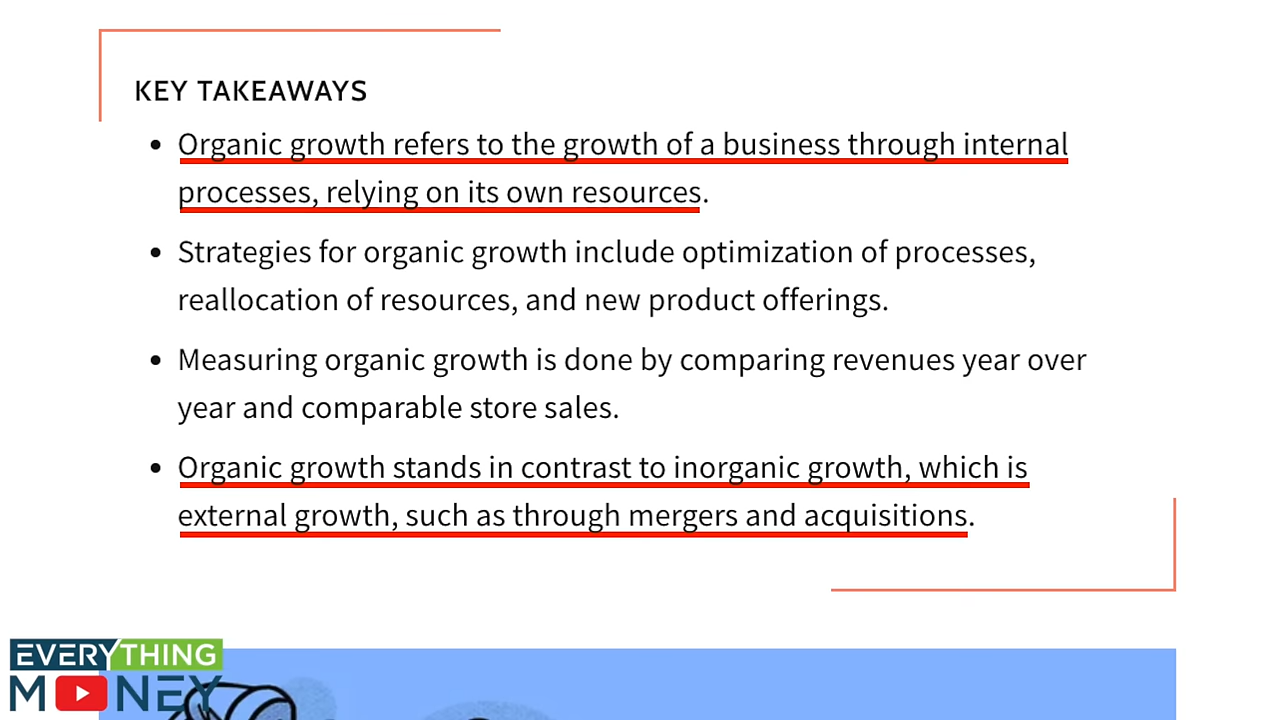 KEY TAKEAWAYS
• Organic growth refers to the growth of a business through internal
processes, relying on its own resources.
• Strategies for organic growth include optimization of processes,
reallocation of resources, and new product offerings.
• Measuring organic growth is done by comparing revenues year over
year and comparable store sales.
• Organic growth stands in contrast to inorganic growth, which is
external growth, such as through mergers and acquisitions.
EVERYTHING
MONEY